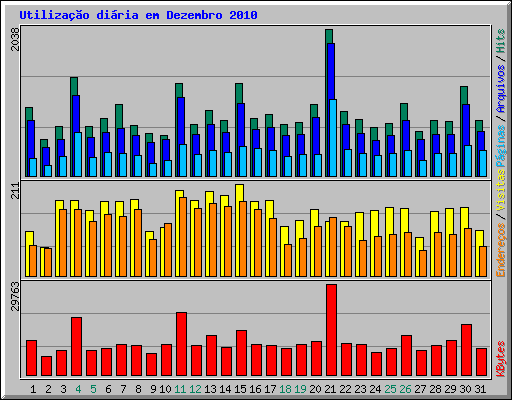 Utilização diária em Dezembro 2010
2038
211
29763
Endereços / visitas Páginas / Arquivos / Hits
KBytes
1 2 3 4 5 6 7 8 9 10 11 12 13 14 15 16 17 18 19 20 21 22 23 24 25 26 27 28 29 30 31